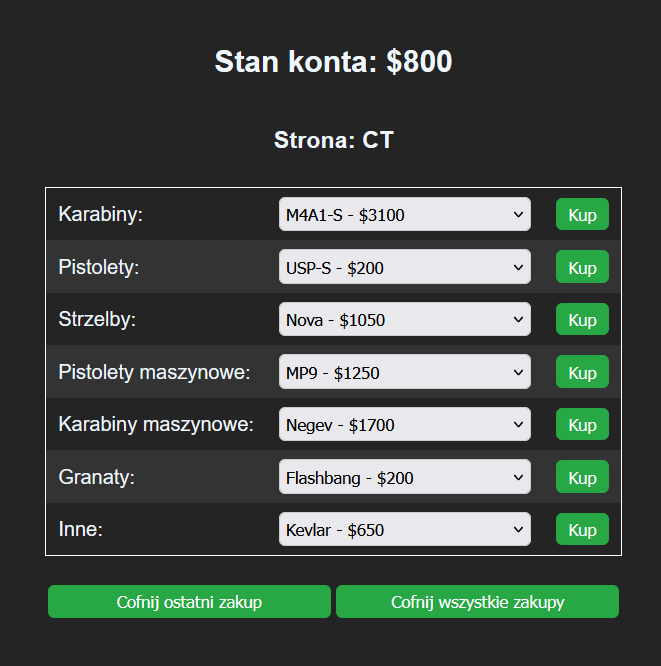 Stan konta: $800
Strona: CT
Karabiny: M4A1-S - $3100 Kup
Pistolety: USP-S - $200 Kup
Strzelby: Nova - $1050 Kup
Pistolety maszynowe: MP9 - $1250 Kup
Karabiny maszynowe: Negev - $1700 Kup
Granaty: Flashbang - $200 Kup
Inne: Kevlar - $650 Kup
Cofnij ostatni zakup Cofnij wszystkie zakupy